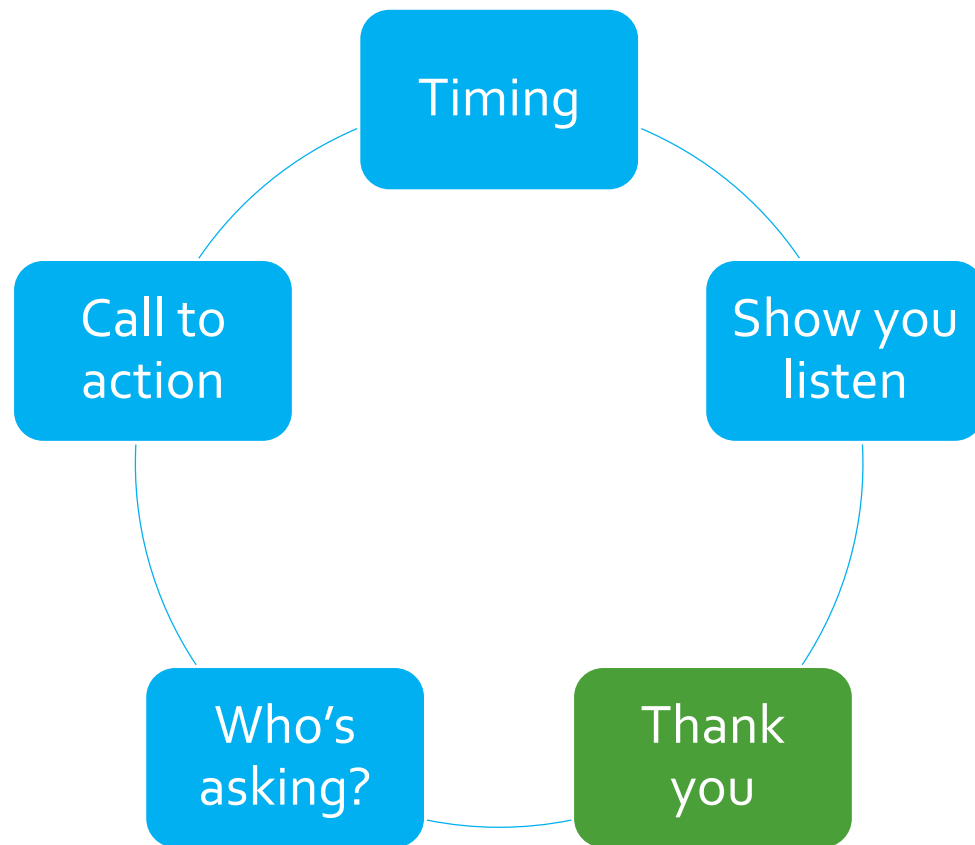 Timing
Show you
listen
Thank
you
Who’s
asking?
Call to
action